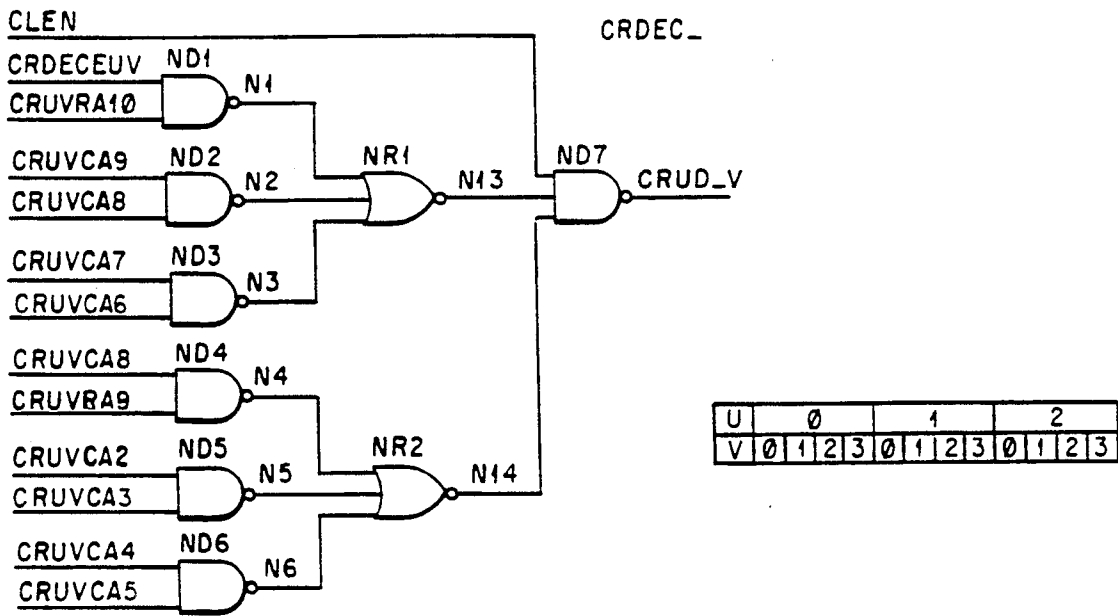 CLEN
CRDEC_
CRDECEUV
ND1
N1
CRUVRA10
CRUVCA9
ND2
N2
CRUVCA8
NR1
N13
ND7
CRUD_V
CRUVCA7
ND3
N3
CRUVCA6
CRUVCA8
ND4
N4
CRUVRA9
CRUVCA2
ND5
N5
CRUVCA3
NR2
N14
CRUVCA4
ND6
N6
CRUVCA5
U 0 1 2
V 0 1 2 3 0 1 2 3 0 1 2 3